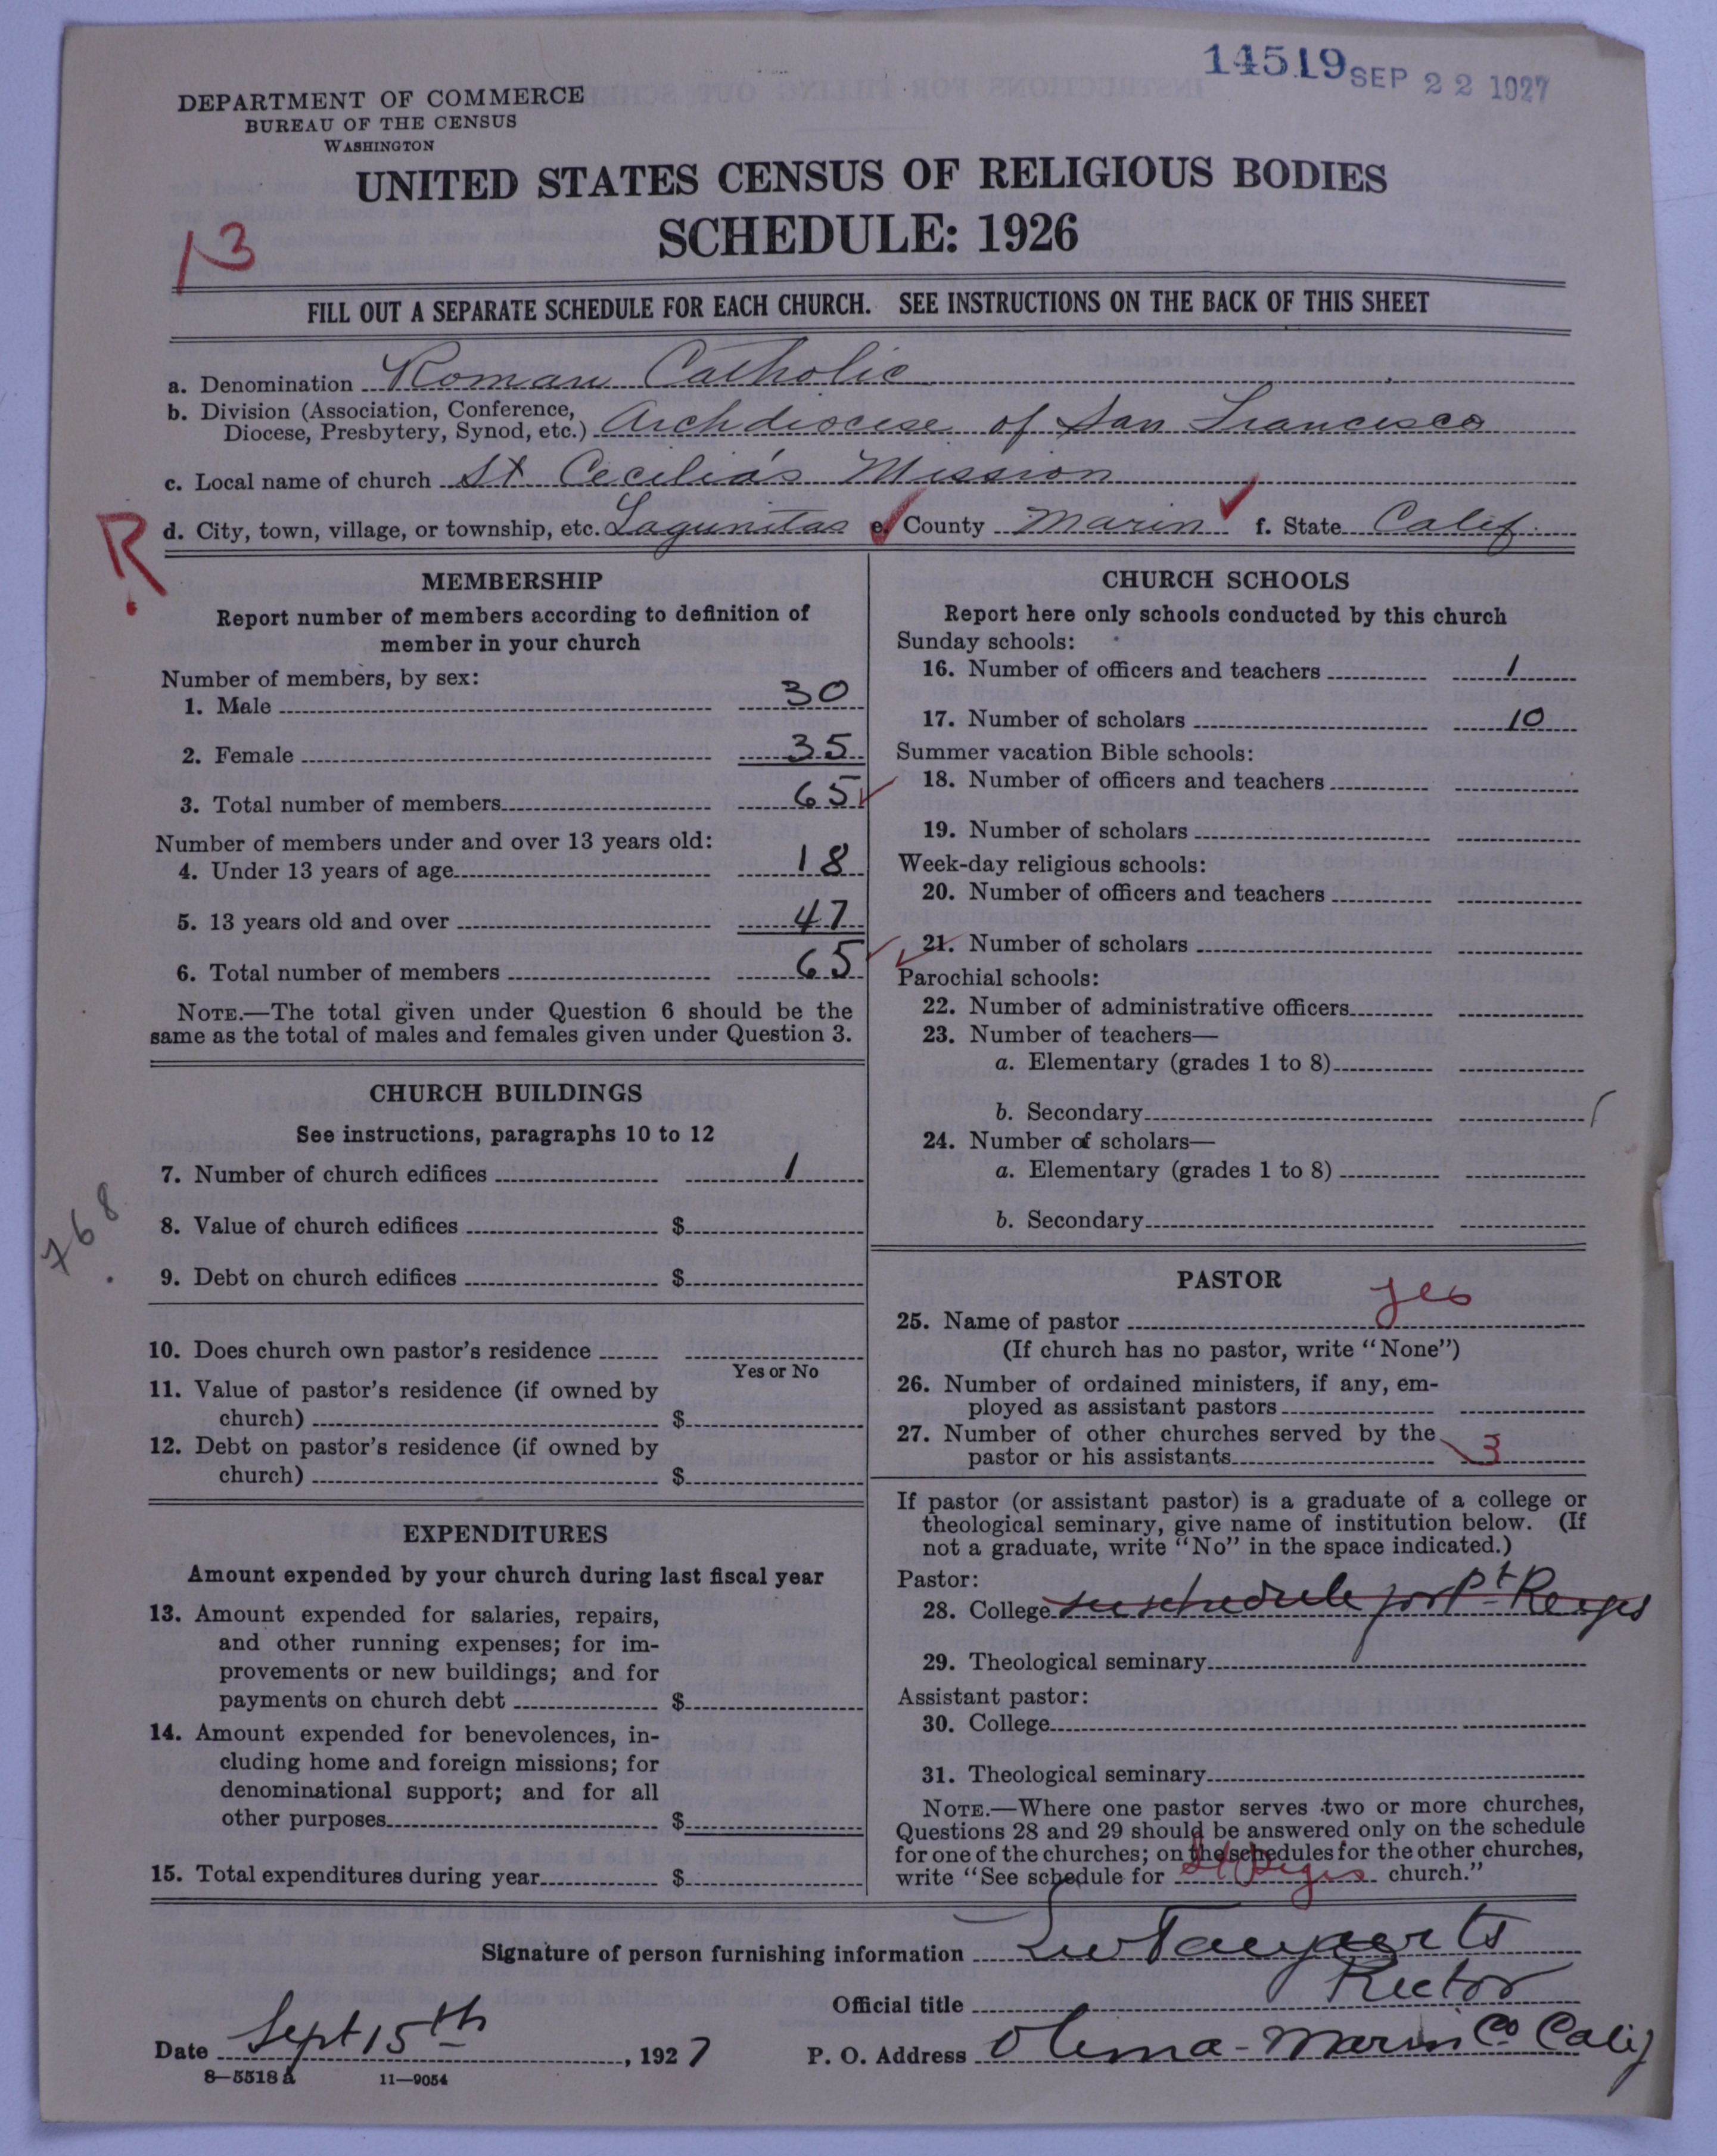 14519 SEP 22 1927
DEPARTMENT OF COMMERCE
BUREAU OF THE CENSUS
WASHINGTON
UNITED STATES CENSUS OF RELIGIOUS BODIES
SCHEDULE: 1926
13
FILL OUT A SEPARATE SCHEDULE FOR EACH CHURCH. SEE INSTRUCTIONS ON THE BACK OF THIS SHEET
a. Denomination Roman Catholic
b. Division (Association, Conference,
Diocese, Presbytery, Synod, etc.) Archdiocese of San Francisco
c. Local name of church St Cecilia's Mission
R d. City, town, village, or township, etc. Lagunitas e. County Marin f. State Calif.
MEMBERSHIP
Report number of members according to definition of
member in your church
Number of members, by sex:
1. Male 30
2. Female 35
3. Total number of members 65
Number of members under and over 13 years old:
4. Under 13 years of age 18
5. 13 years old and over 47
6. Total number of members 65
NOTE.—The total given under Question 6 should be the
same as the total of males and females given under Question 3.
CHURCH BUILDINGS
See instructions, paragraphs 10 to 12
7. Number of church edifices 1
768
8. Value of church edifices $
9. Debt on church edifices $
10. Does church own pastor's residence
Yes or No
11. Value of pastor's residence (if owned by
church) $
12. Debt on pastor's residence (if owned by
church) $
EXPENDITURES
Amount expended by your church during last fiscal year
13. Amount expended for salaries, repairs,
and other running expenses; for im-
provements or new buildings; and for
payments on church debt $
14. Amount expended for benevolences, in-
cluding home and foreign missions; for
denominational support; and for all
other purposes $
15. Total expenditures during year $
CHURCH SCHOOLS
Report here only schools conducted by this church
Sunday schools:
16. Number of officers and teachers 1
17. Number of scholars 10
Summer vacation Bible schools:
18. Number of officers and teachers
19. Number of scholars
Week-day religious schools:
20. Number of officers and teachers
21. Number of scholars
Parochial schools:
22. Number of administrative officers
23. Number of teachers—
a. Elementary (grades 1 to 8)
b. Secondary
24. Number of scholars—
a. Elementary (grades 1 to 8)
b. Secondary
PASTOR
25. Name of pastor yes
(If church has no pastor, write "None")
26. Number of ordained ministers, if any, em-
ployed as assistant pastors
27. Number of other churches served by the
pastor or his assistants 3
If pastor (or assistant pastor) is a graduate of a college or
theological seminary, give name of institution below. (If
not a graduate, write "No" in the space indicated.)
Pastor:
28. College see schedule for Pt Reyes
29. Theological seminary
Assistant pastor:
30. College
31. Theological seminary
NOTE.—Where one pastor serves two or more churches,
Questions 28 and 29 should be answered only on the schedule
for one of the churches; on the schedules for the other churches,
write "See schedule for St church."
Signature of person furnishing information
Official title Rector
Date Sept 15th, 1927 P. O. Address Olema - Marin Co Calif
8—5518 a 11—9054